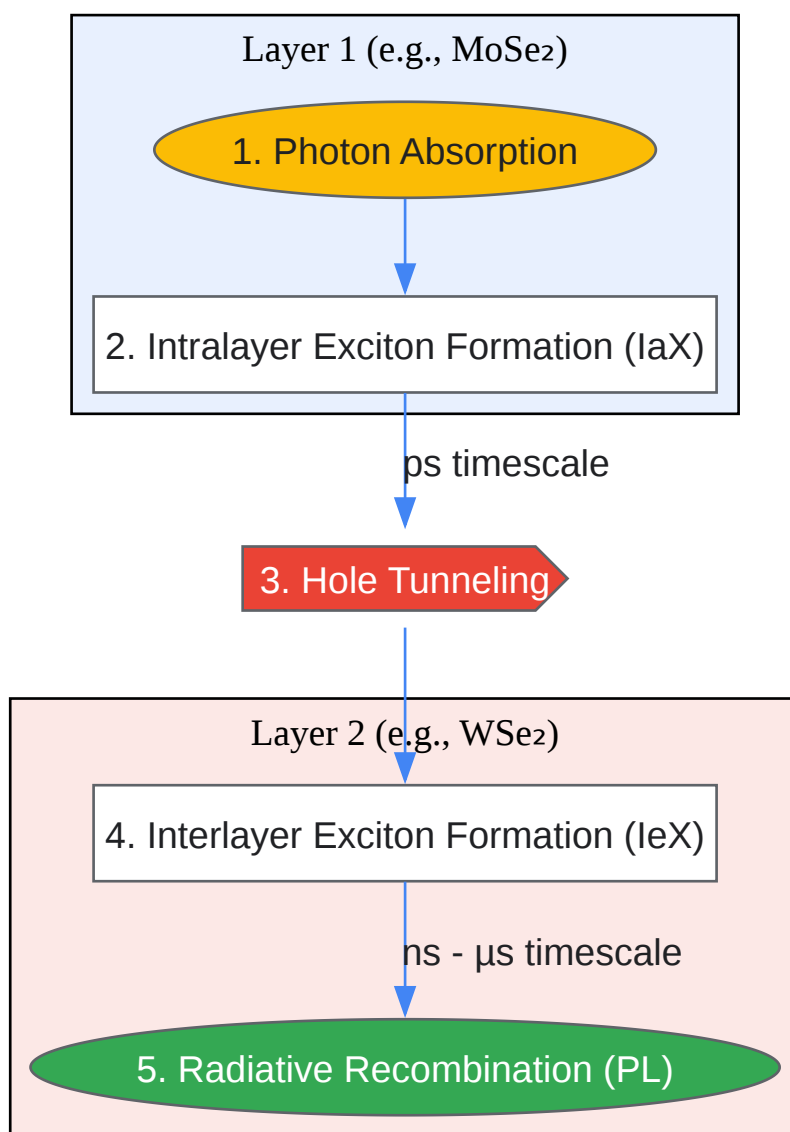 Layer 1 (e.g., MoSe₂)
1. Photon Absorption
2. Intralayer Exciton Formation (IaX)
ps timescale
3. Hole Tunneling
Layer 2 (e.g., WSe₂)
4. Interlayer Exciton Formation (IeX)
ns - µs timescale
5. Radiative Recombination (PL)